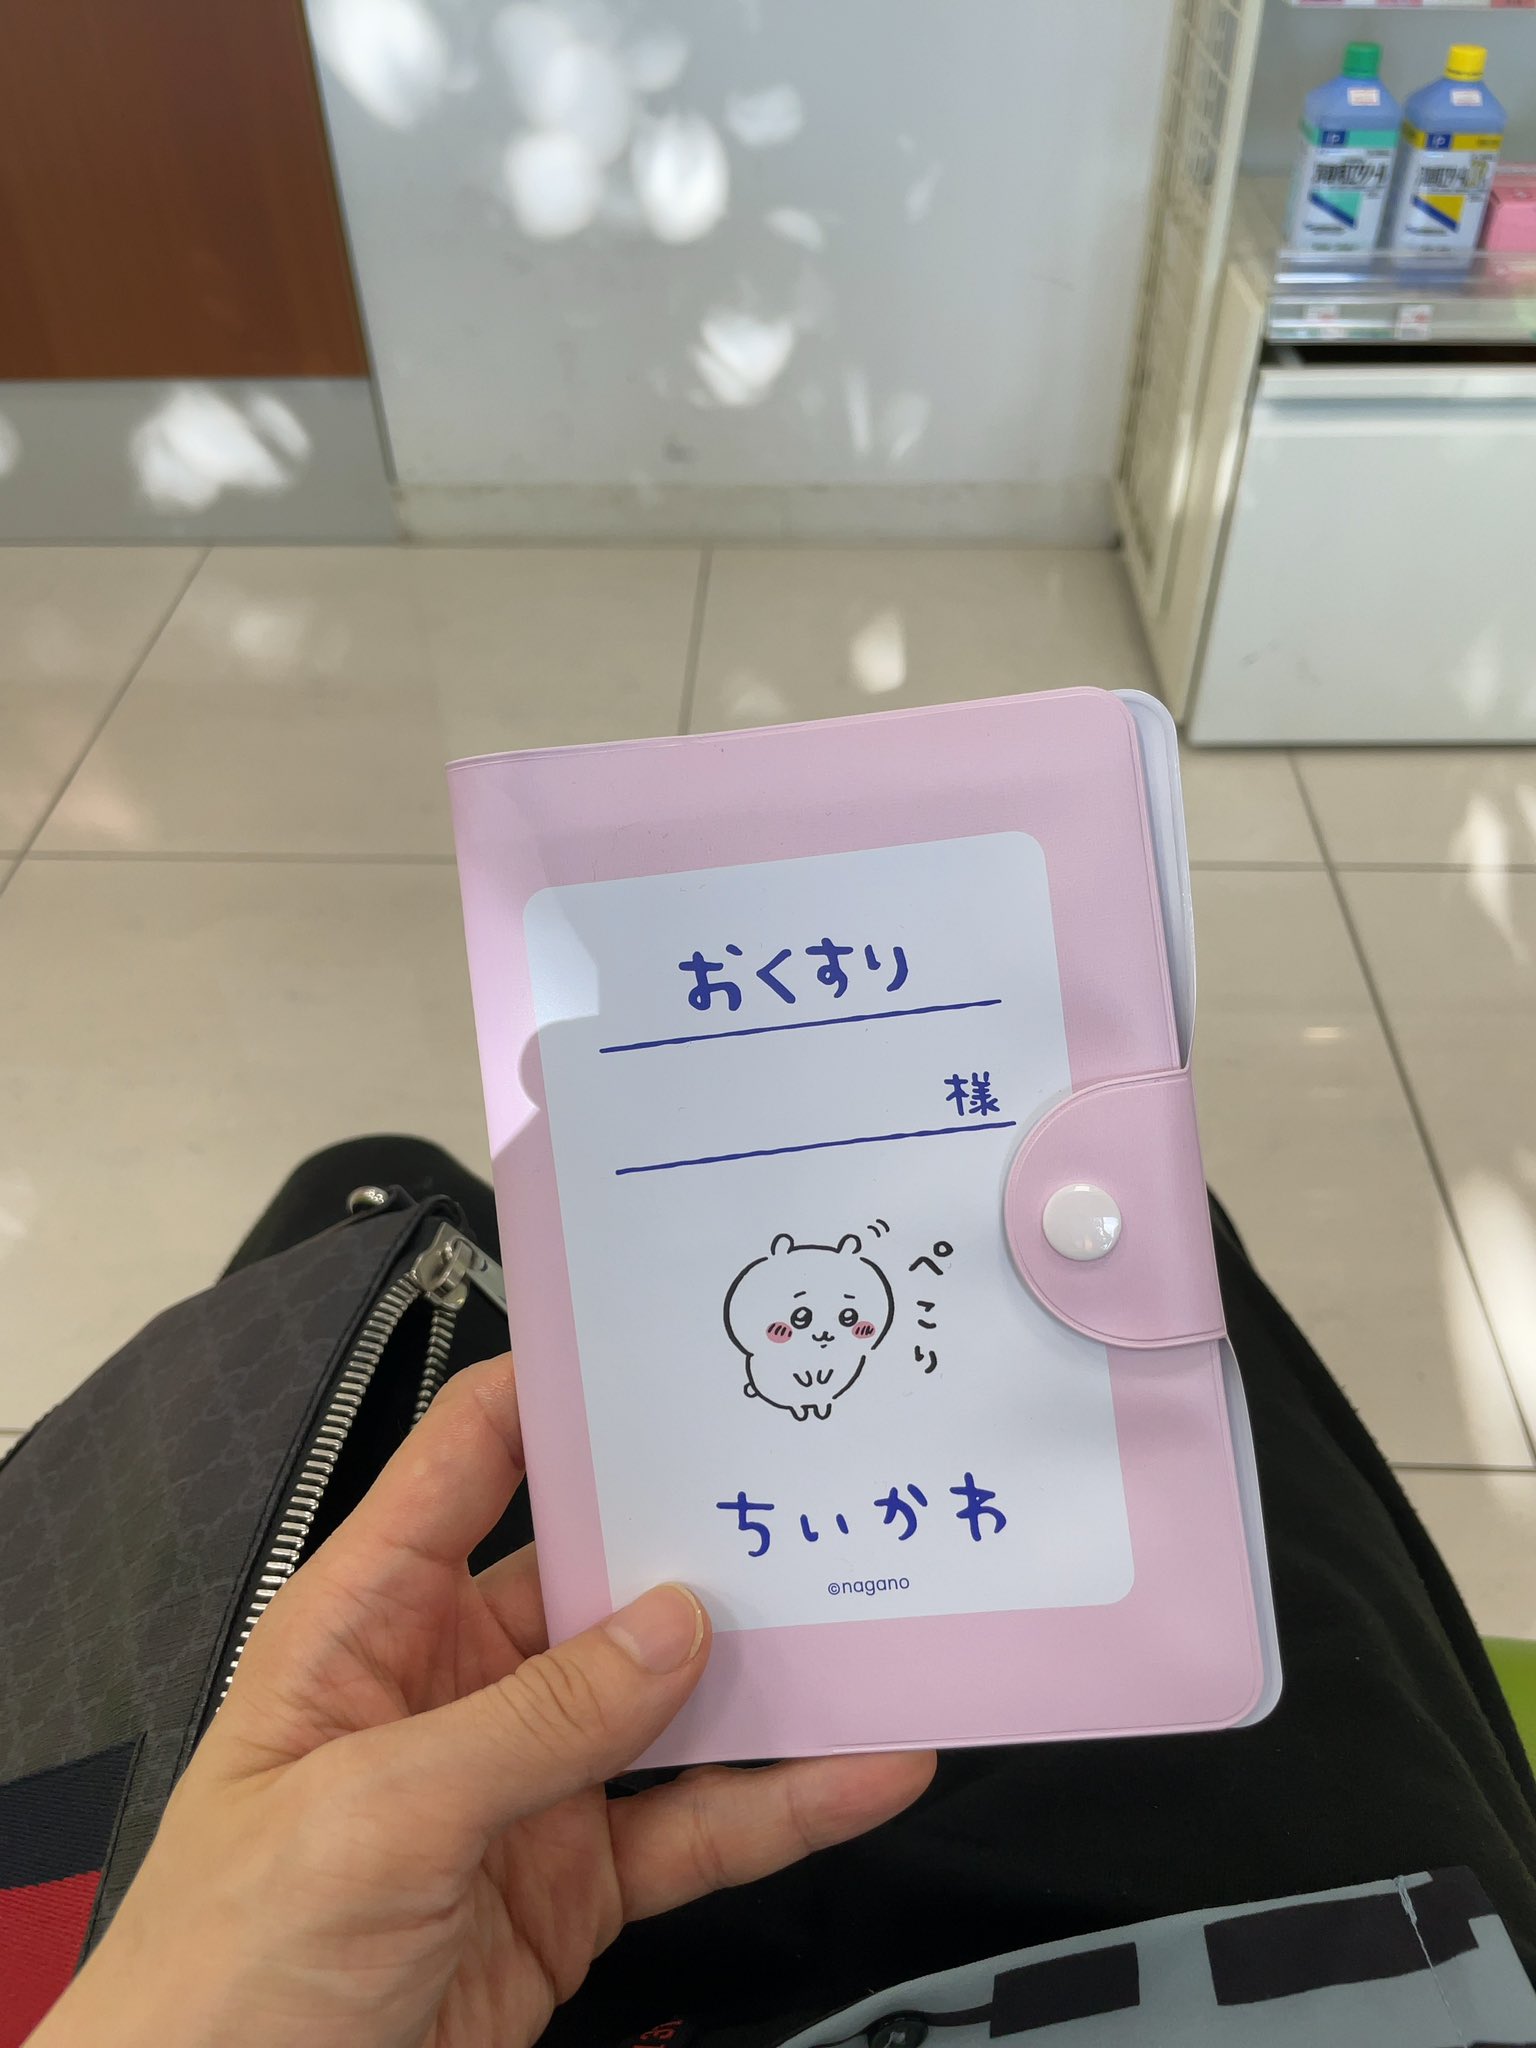 おくすり
様
ぺこり
ちいかわ
©nagano